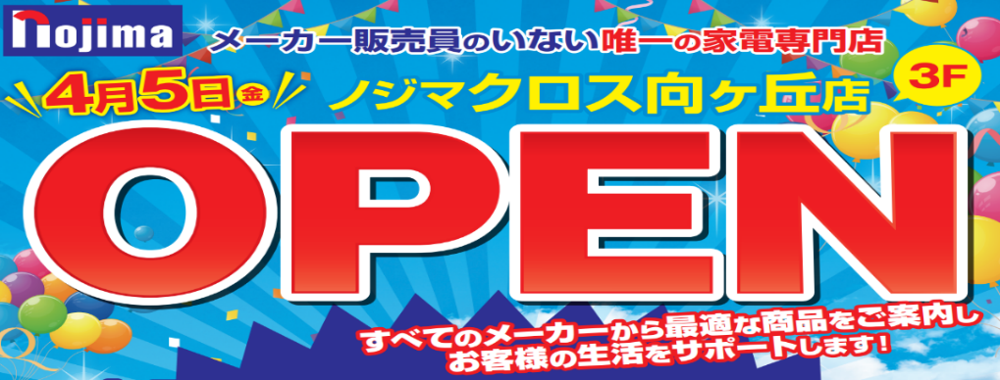 nojima
メーカー販売員のいない唯一の家電専門店
4月5日金
ノジマクロス向ヶ丘店
3F
OPEN
すべてのメーカーから最適な商品をご案内し
お客様の生活をサポートします!